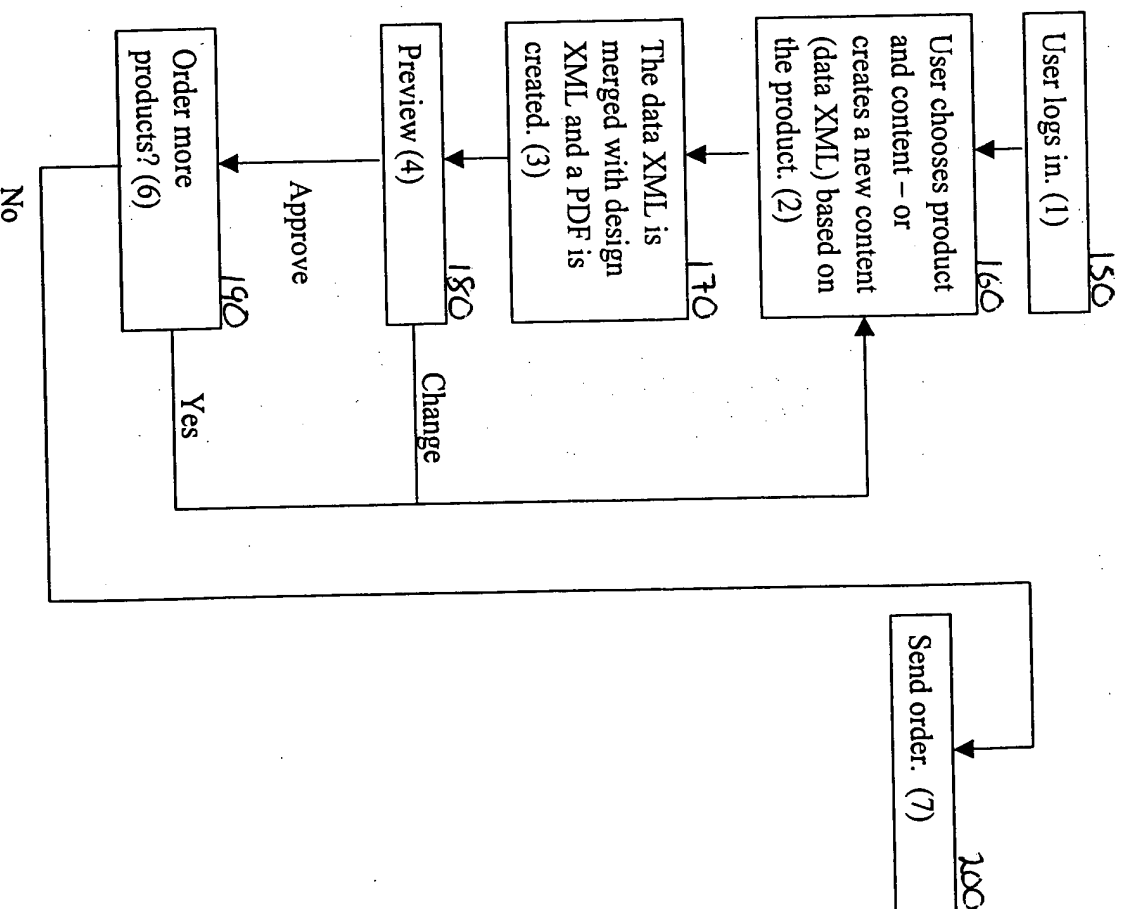 150
User logs in. (1)
160
User chooses product
and content – or
creates a new content
(data XML) based on
the product. (2)
170
The data XML is
merged with design
XML and a PDF is
created. (3)
180
Preview (4)
Change
Approve
190
Order more
products? (6)
Yes
No
200
Send order. (7)